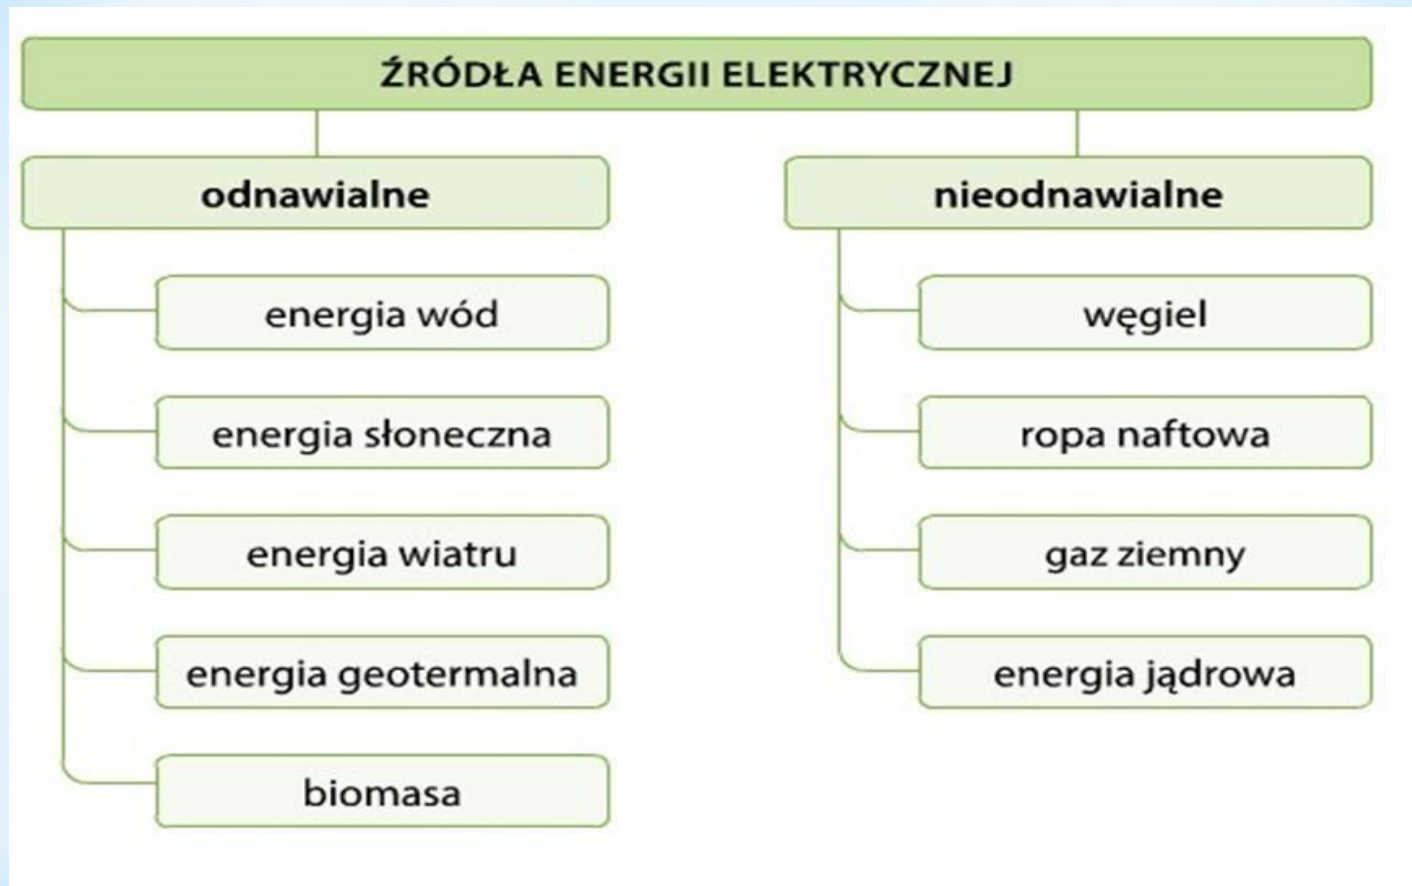 ŹRÓDŁA ENERGII ELEKTRYCZNEJ
odnawialne
energia wód
energia słoneczna
energia wiatru
energia geotermalna
biomasa
nieodnawialne
węgiel
ropa naftowa
gaz ziemny
energia jądrowa